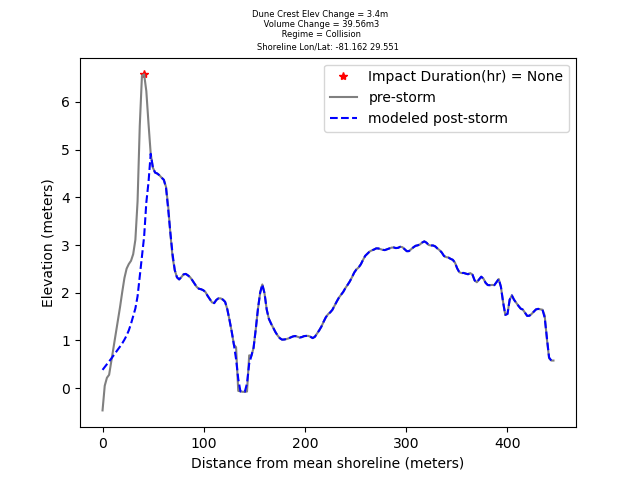 Dune Crest Elev Change = 3.4m
Volume Change = 39.56m3
Regime = Collision
Shoreline Lon/Lat: -81.162 29.551
Impact Duration(hr) = None
pre-storm
modeled post-storm
Elevation (meters)
6
5
4
3
2
1
0
0 100 200 300 400
Distance from mean shoreline (meters)